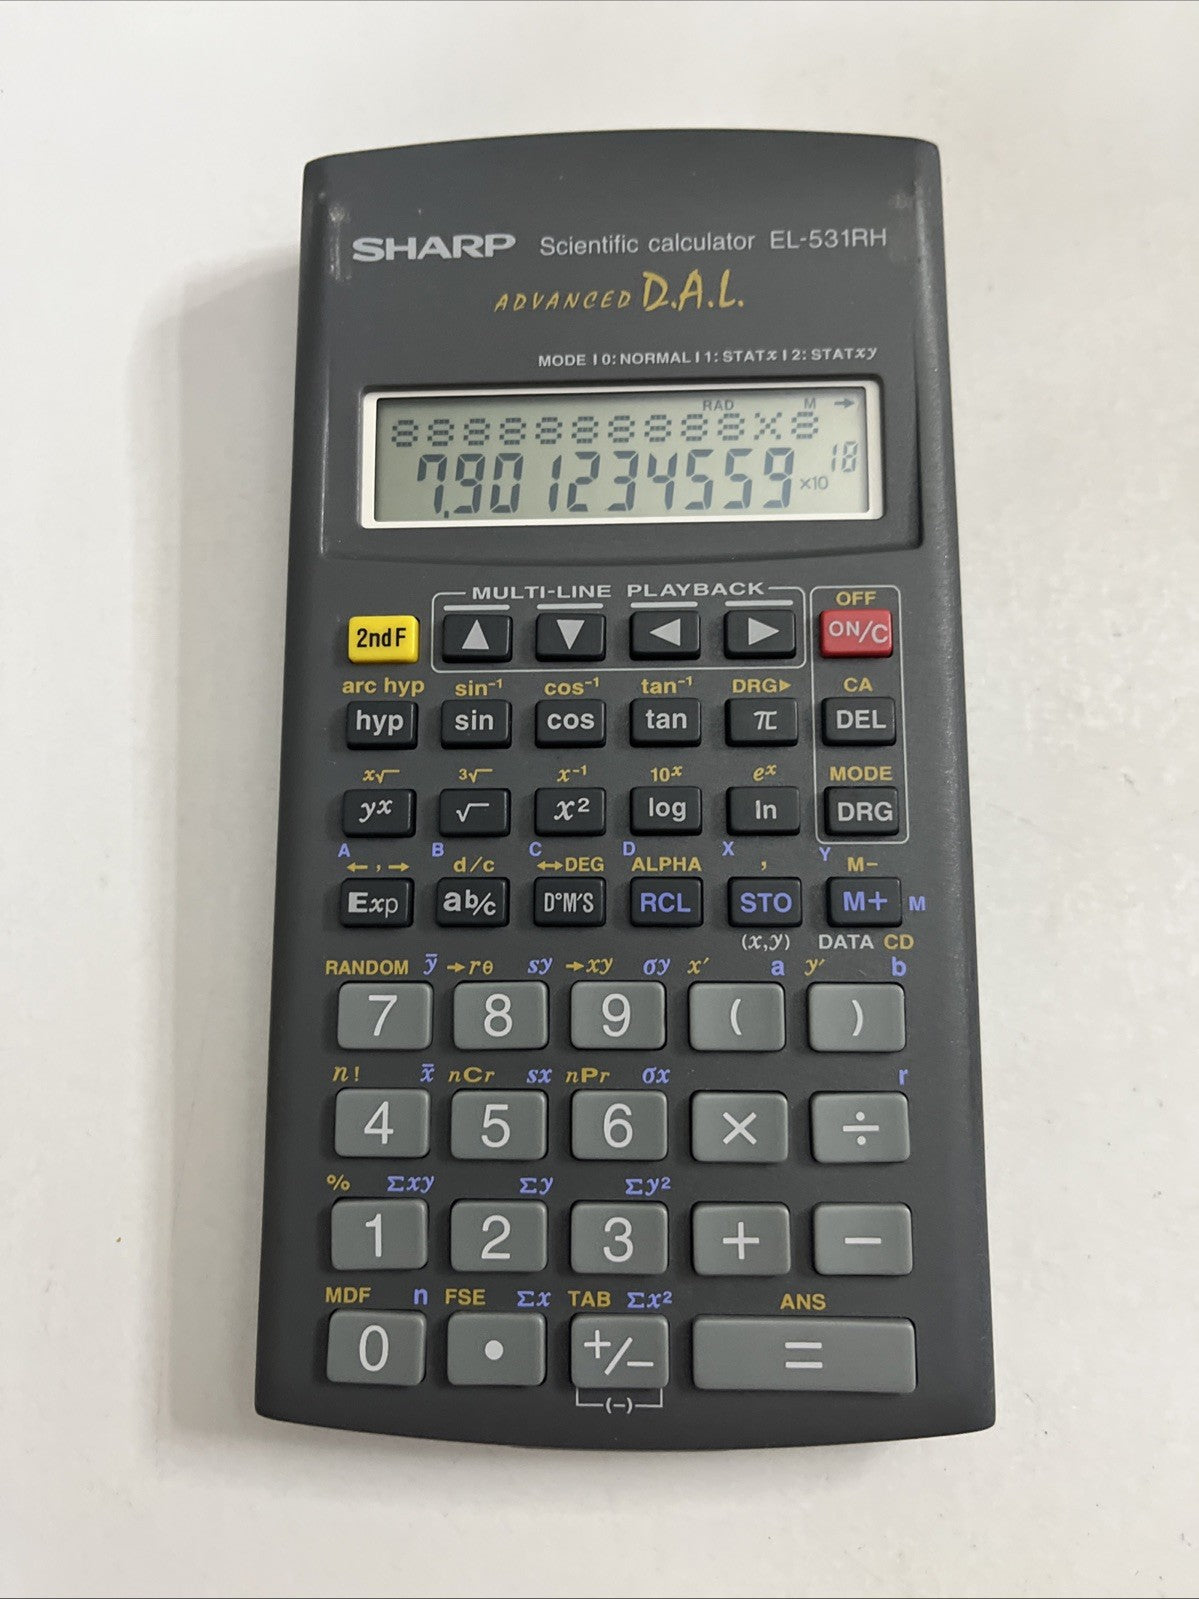 SHARP Scientific calculator EL-531RH
ADVANCED D.A.L.
MODE | 0: NORMAL | 1: STATx | 2: STATxy
RAD M →
8888888888×8
7.901234559 ×10 18
MULTI-LINE PLAYBACK OFF
2ndF ▲ ▼ ◀ ▶ ON/C
arc hyp sin⁻¹ cos⁻¹ tan⁻¹ DRG▶ CA
hyp sin cos tan π DEL
x√ ³√ x⁻¹ 10ˣ eˣ MODE
yˣ √ x² log ln DRG
A B C D X Y
←,→ d/c ↔DEG ALPHA , M−
Exp ab/c D°M'S RCL STO M+ M
(x,y) DATA CD
RANDOM ȳ →rθ sy →xy σy x′ a y′ b
7 8 9 ( )
n! x̄ nCr sx nPr σx r
4 5 6 × ÷
% Σxy Σy Σy²
1 2 3 + −
MDF n FSE Σx TAB Σx² ANS
0 • +/− =
(−)